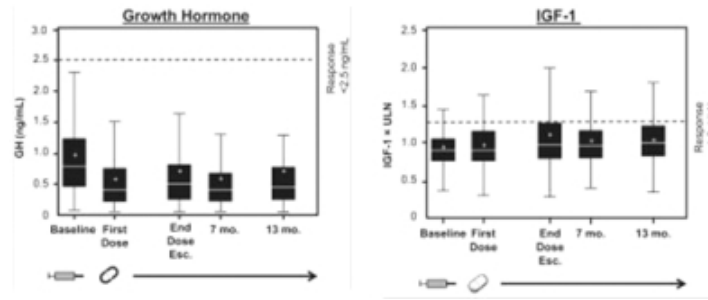 Growth Hormone
3.0
2.5
2.0
1.5
1.0
0.5
0
GH (ng/mL)
Response
<2.5 ng/mL
Baseline First Dose End Dose Esc. 7 mo. 13 mo.
IGF-1
2.5
2.0
1.5
1.0
0.5
0
IGF-1 × ULN
Response
Baseline First Dose End Dose Esc. 7 mo. 13 mo.